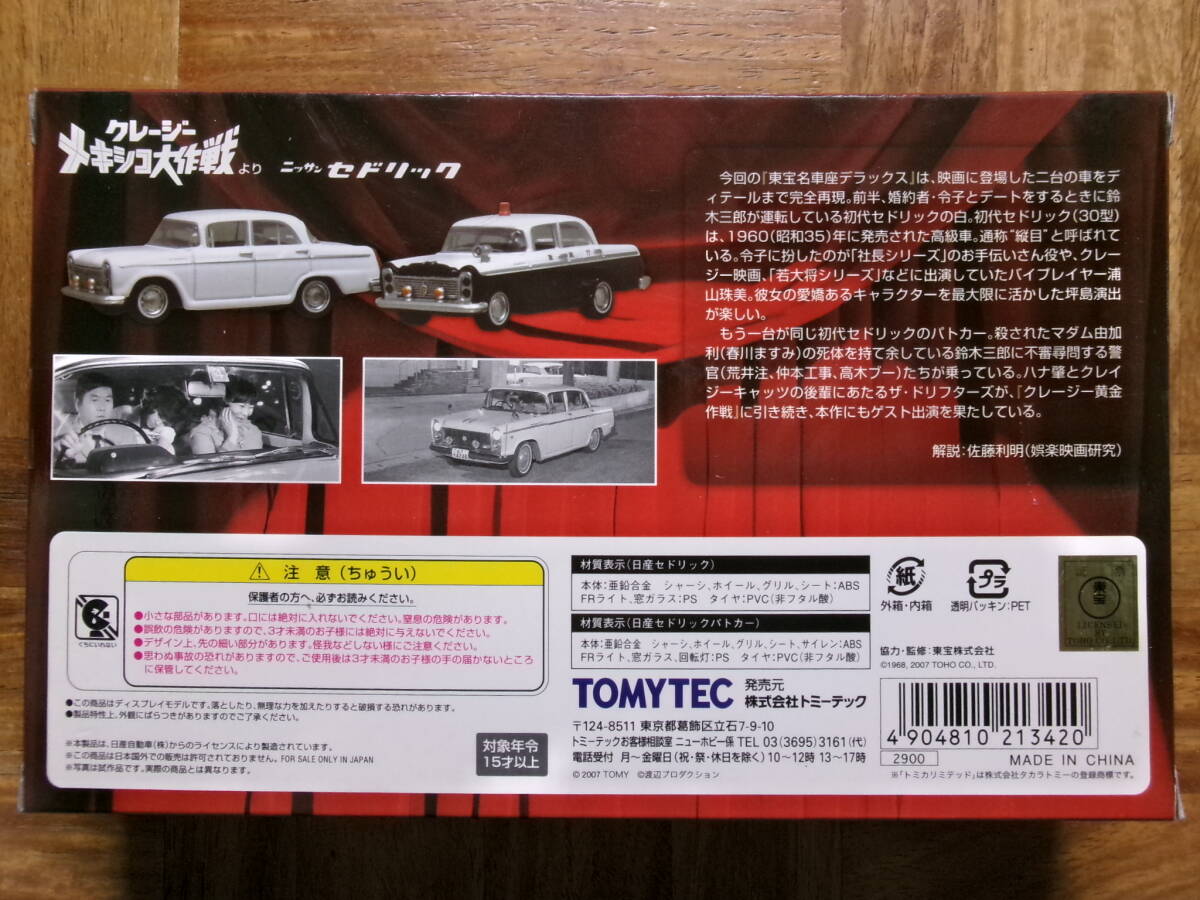 クレージー
メキシコ大作戦 より ニッサン セドリック
今回の『東宝名車座デラックス』は、映画に登場した二台の車をデ
ィテールまで完全再現。前半、婚約者・令子とデートをするときに鈴
木三郎が運転している初代セドリックの白。初代セドリック(30型)
は、1960(昭和35)年に発売された高級車。通称“縦目”と呼ばれて
いる。令子に扮したのが「社長シリーズ」のお手伝いさん役や、クレー
ジー映画、「若大将シリーズ」などに出演していたバイプレイヤー浦
山珠美。彼女の愛嬌あるキャラクターを最大限に活かした坪島演出
が楽しい。
もう一台が同じ初代セドリックのパトカー。殺されたマダム由加
利(春川ますみ)の死体を持て余している鈴木三郎に不審尋問する警
官(荒井注、仲本工事、高木ブー)たちが乗っている。ハナ肇とクレイ
ジーキャッツの後輩にあたるザ・ドリフターズが、『クレージー黄金
作戦』に引き続き、本作にもゲスト出演を果たしている。
解説:佐藤利明(娯楽映画研究)
くちにいれない
⚠ 注 意(ちゅうい)
保護者の方へ、必ずお読みください。
●小さな部品があります。口には絶対に入れないでください。窒息の危険があります。
●誤飲の危険がありますので、3才未満のお子様には絶対に与えないでください。
●デザイン上、先の細い部分があります。怪我などしない様にご注意ください。
●思わぬ事故の恐れがありますので、ご使用後は3才未満のお子様の手の届かないところ
に保管してください。
●この商品はディスプレイモデルです。落としたり、無理な力を加えたりすると破損する恐れがあります。
●製品特性上、外観にばらつきがありますのでご了承ください。
※本製品は、日産自動車(株)からのライセンスにより製造されています。
※この商品は日本国外での販売は許可されておりません。FOR SALE ONLY IN JAPAN
※写真は試作品です。実際の商品とは異なります。
対象年令
15才以上
材質表示(日産セドリック)
本体:亜鉛合金 シャーシ、ホイール、グリル、シート:ABS
FRライト、窓ガラス:PS タイヤ:PVC(非フタル酸)
材質表示(日産セドリックパトカー)
本体:亜鉛合金 シャーシ、ホイール、グリル、シート、サイレン:ABS
FRライト、窓ガラス、回転灯:PS タイヤ:PVC(非フタル酸)
TOMYTEC 発売元
株式会社トミーテック
〒124-8511 東京都葛飾区立石7-9-10
トミーテックお客様相談室 ニューホビー係 TEL 03(3695)3161(代)
電話受付 月〜金曜日(祝・祭・休日を除く)10〜12時 13〜17時
©2007 TOMY ©渡辺プロダクション
紙
外箱・内箱
プラ
透明パッキン:PET
東宝
LICENSED
BY
TOHO CO., LTD.
協力・監修:東宝株式会社
©1968, 2007 TOHO CO., LTD.
4 904810 213420
2900
MADE IN CHINA
※「トミカリミテッド」は株式会社タカラトミーの登録商標です。